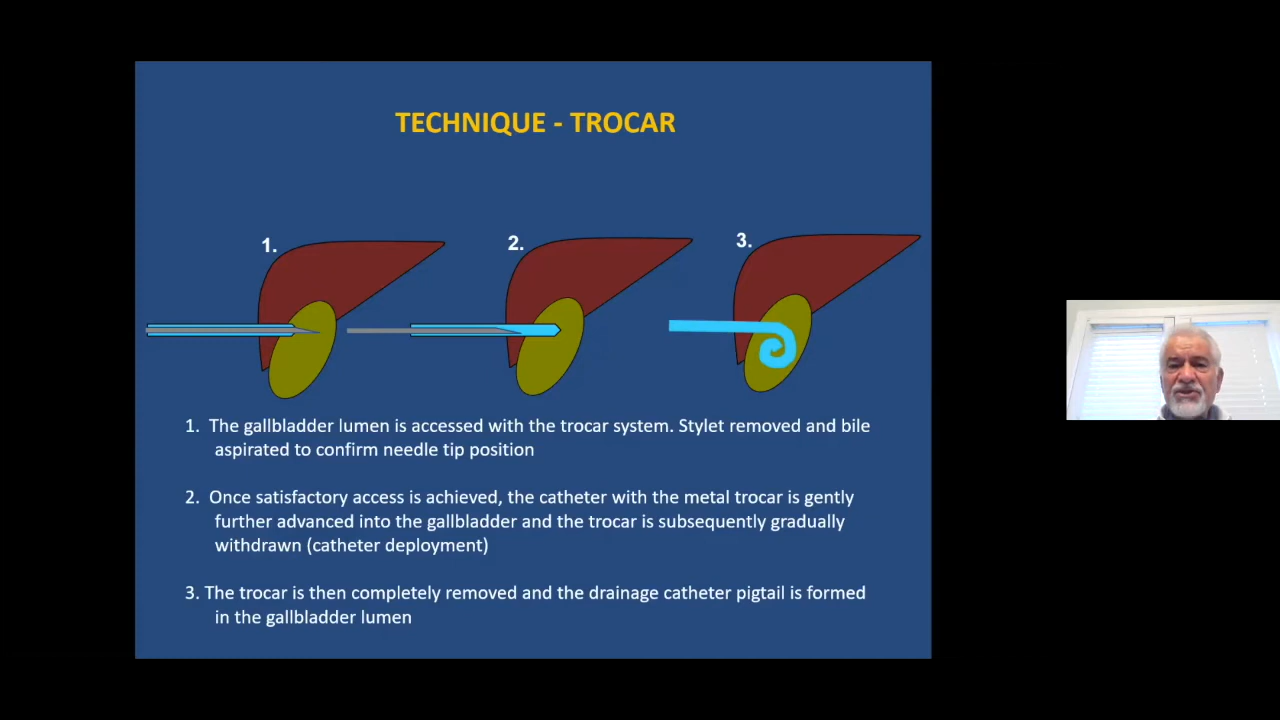 TECHNIQUE - TROCAR
1.
2.
3.
1. The gallbladder lumen is accessed with the trocar system. Stylet removed and bile
aspirated to confirm needle tip position
2. Once satisfactory access is achieved, the catheter with the metal trocar is gently
further advanced into the gallbladder and the trocar is subsequently gradually
withdrawn (catheter deployment)
3. The trocar is then completely removed and the drainage catheter pigtail is formed
in the gallbladder lumen